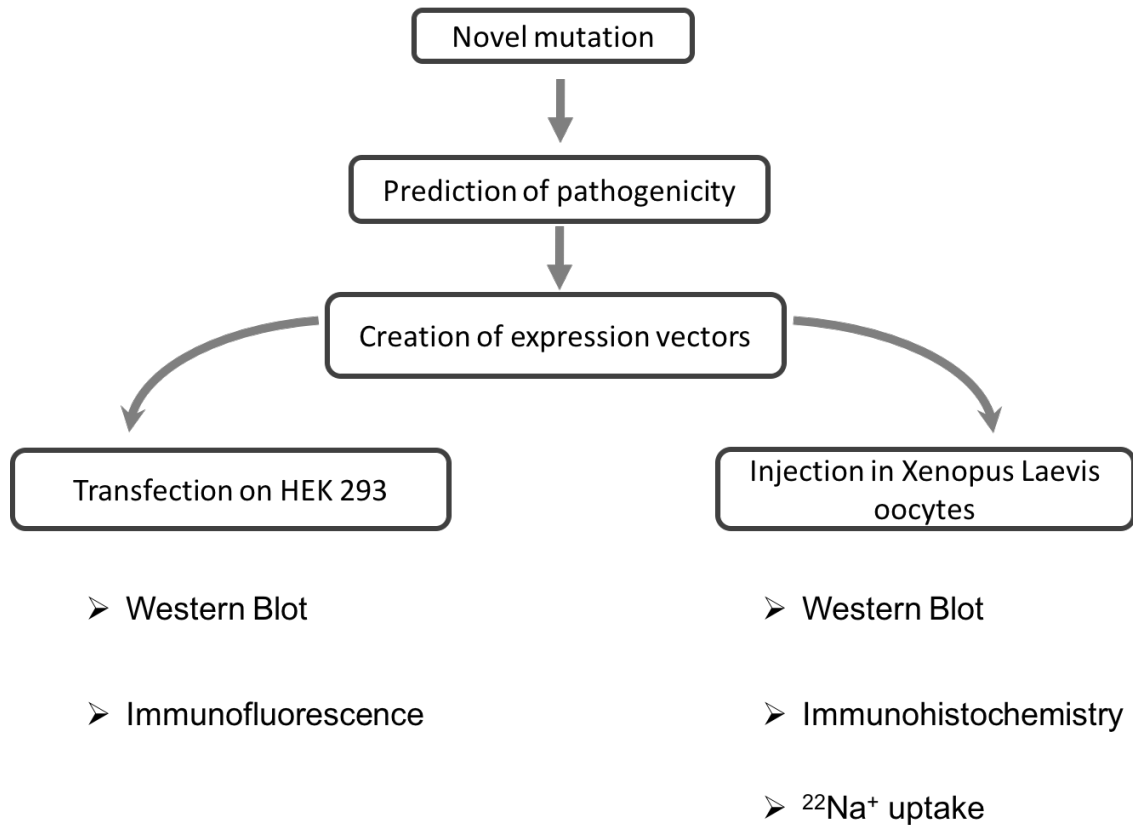 Novel mutation
Prediction of pathogenicity
Creation of expression vectors
Transfection on HEK 293
➢ Western Blot
➢ Immunofluorescence
Injection in Xenopus Laevis
oocytes
➢ Western Blot
➢ Immunohistochemistry
➢ ²²Na⁺ uptake